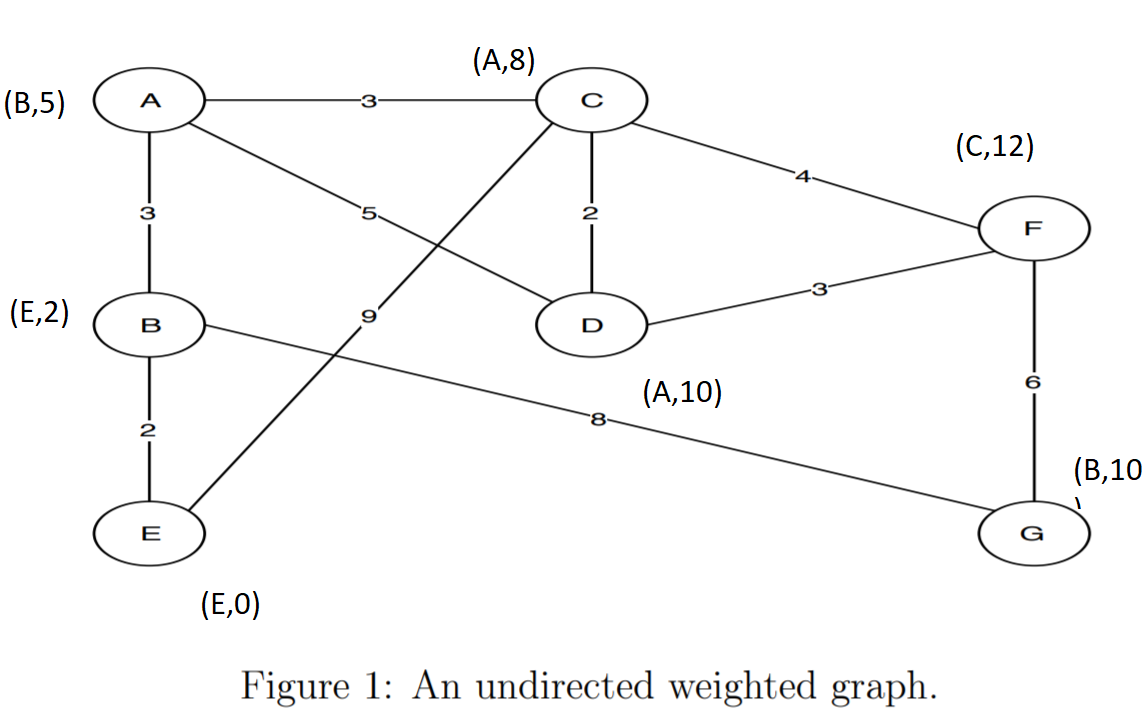 (A,8)
(B,5)
A
3
C
(C,12)
4
3
5
2
F
(E,2)
B
9
D
3
(A,10)
6
2
8
(B,10
)
E
G
(E,0)
Figure 1: An undirected weighted graph.